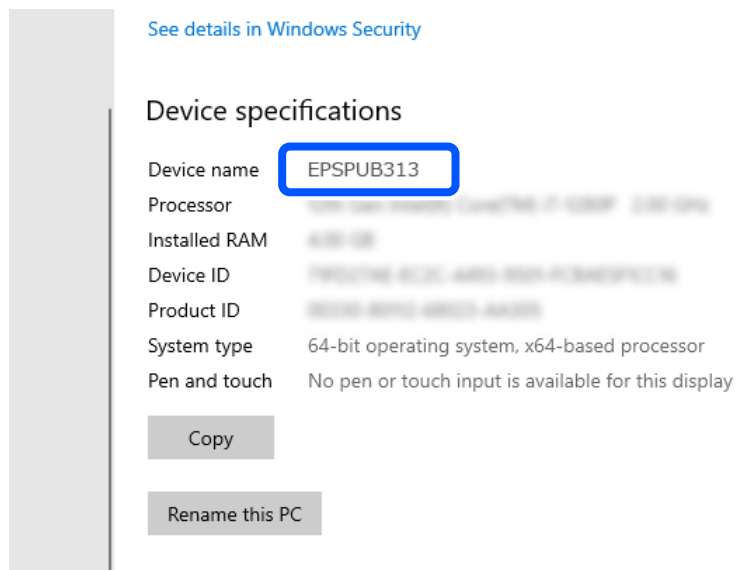 See details in Windows Security
Device specifications
Device name EPSPUB313
Processor
Installed RAM
Device ID
Product ID
System type 64-bit operating system, x64-based processor
Pen and touch No pen or touch input is available for this display
Copy
Rename this PC